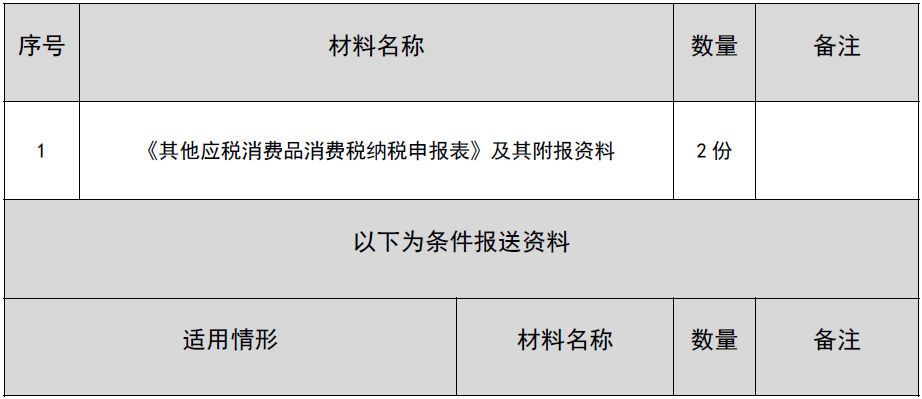 序号 材料名称 数量 备注
1 《其他应税消费品消费税纳税申报表》及其附报资料 2份
以下为条件报送资料
适用情形 材料名称 数量 备注